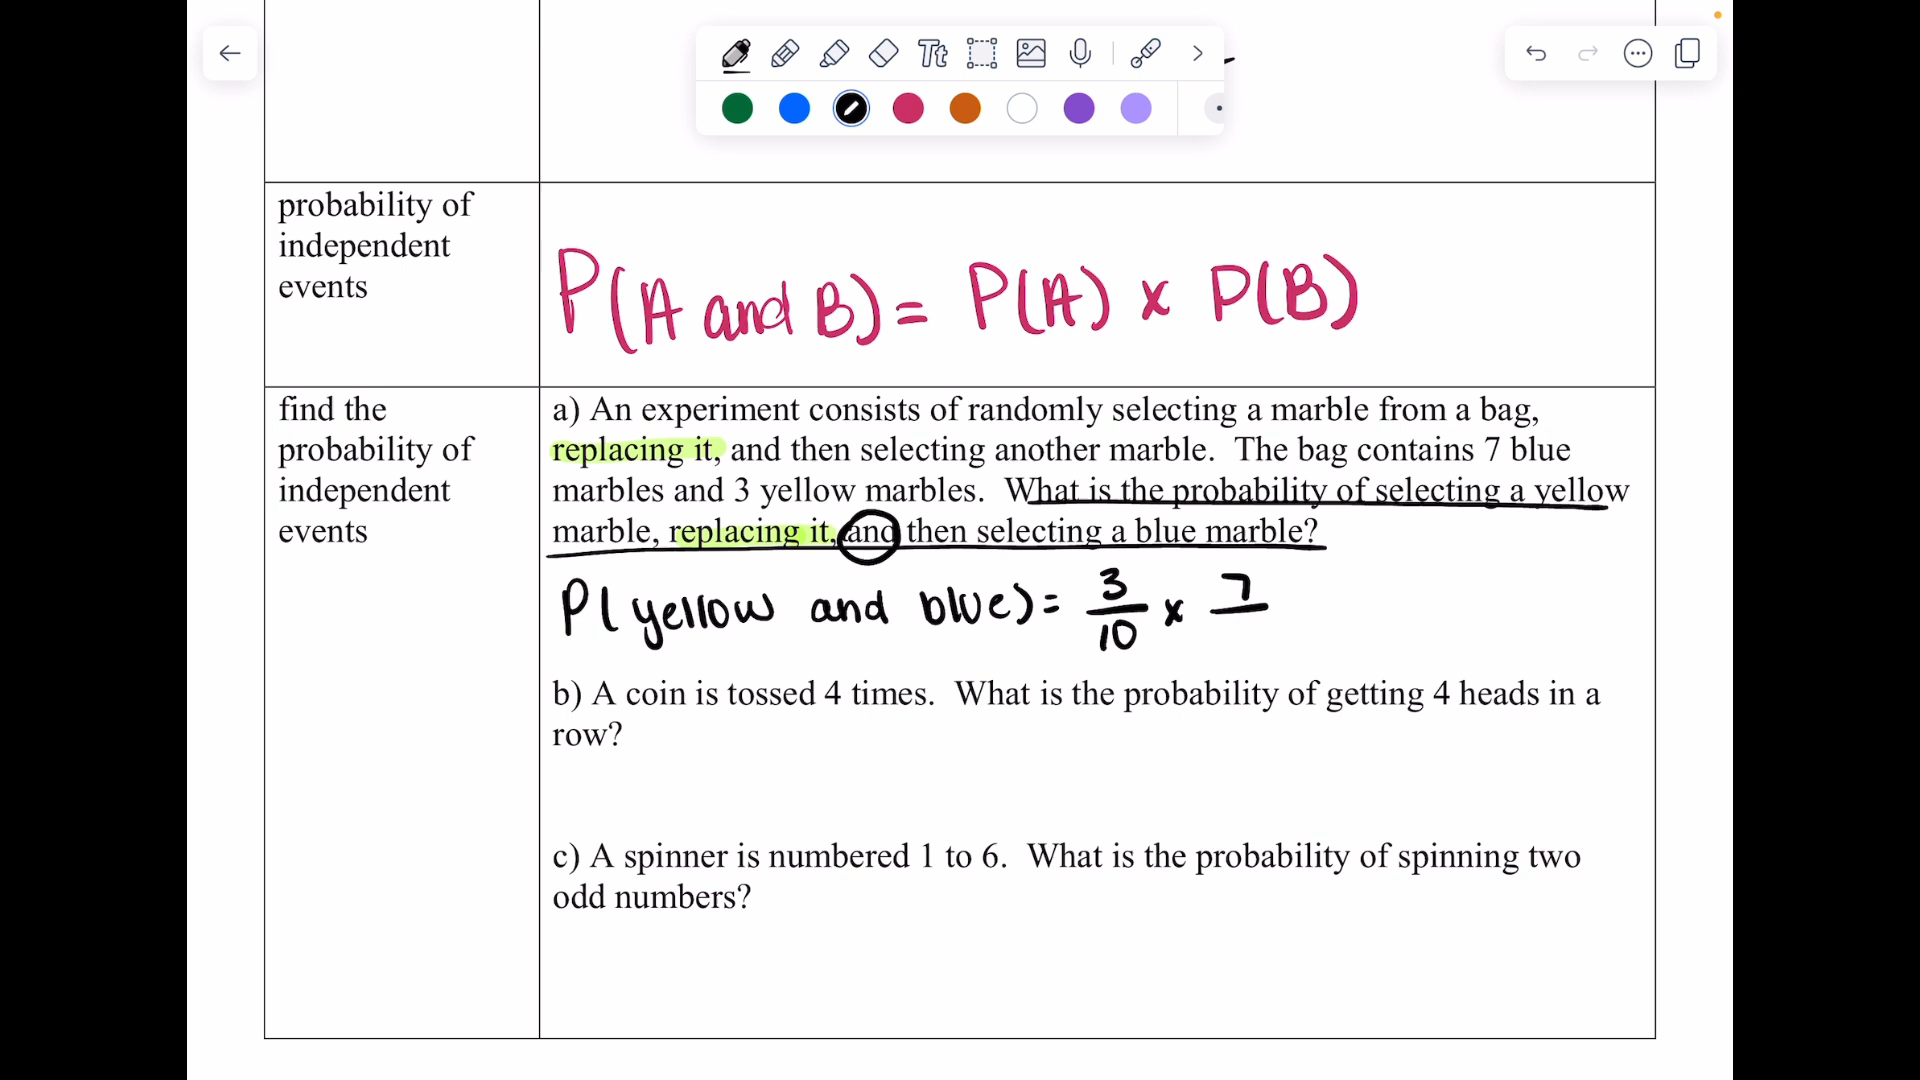 Tt
probability of
independent
events
P(A and B) = P(A) x P(B)
find the
probability of
independent
events
a) An experiment consists of randomly selecting a marble from a bag,
replacing it, and then selecting another marble. The bag contains 7 blue
marbles and 3 yellow marbles. What is the probability of selecting a yellow
marble, replacing it, and then selecting a blue marble?
P(yellow and blue) = 3/10 x 7/
b) A coin is tossed 4 times. What is the probability of getting 4 heads in a
row?
c) A spinner is numbered 1 to 6. What is the probability of spinning two
odd numbers?